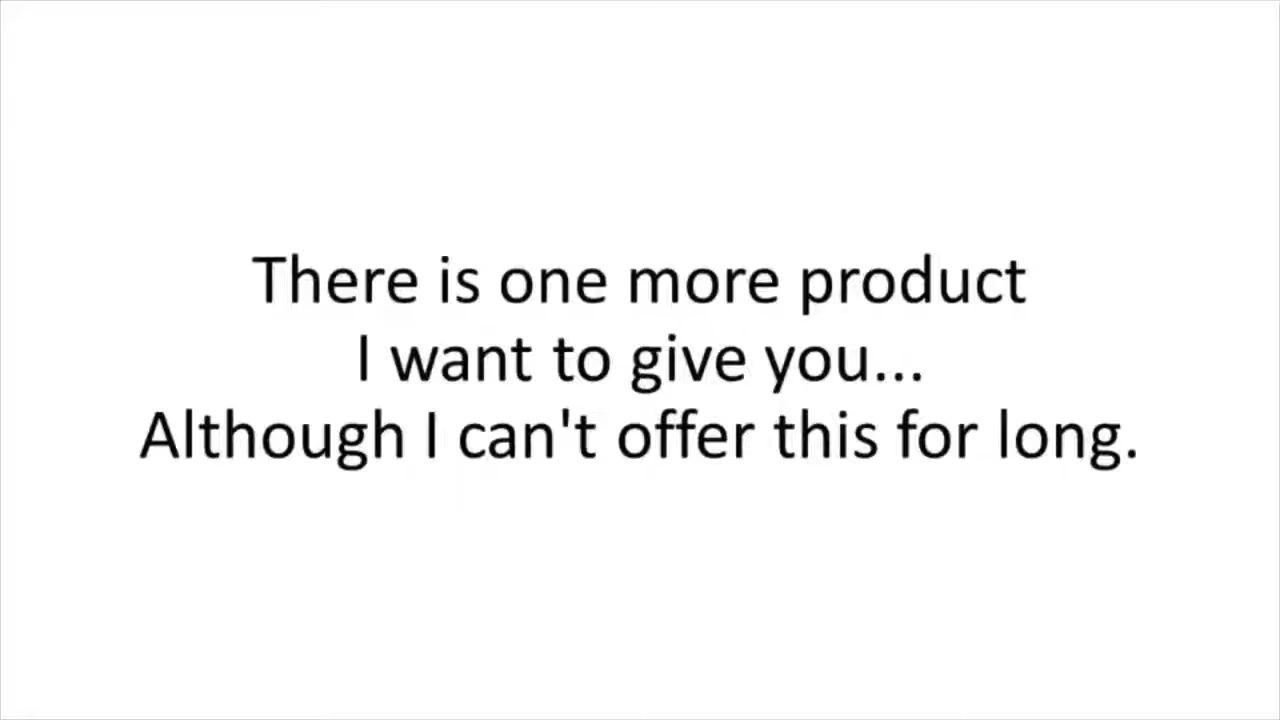 There is one more product
I want to give you...
Although I can't offer this for long.